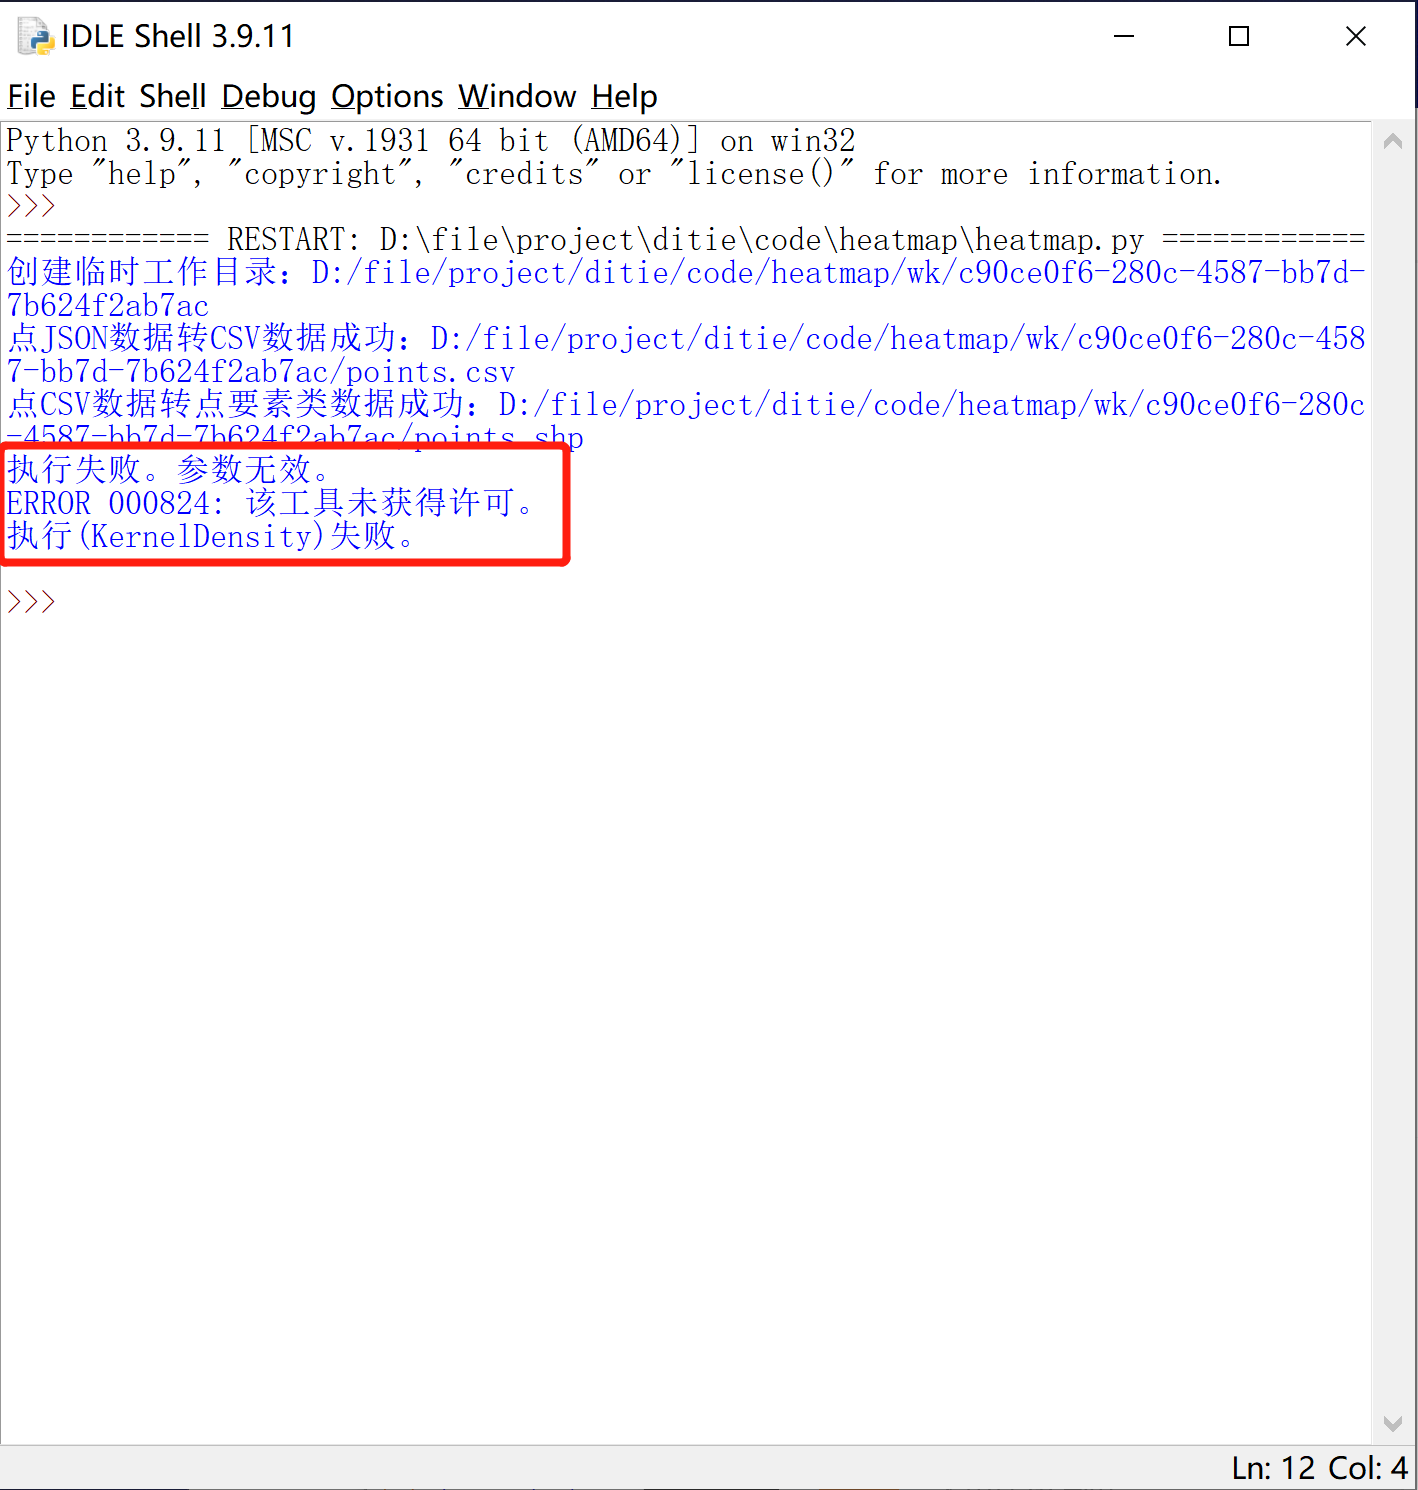 IDLE Shell 3.9.11
File Edit Shell Debug Options Window Help
Python 3.9.11 [MSC v.1931 64 bit (AMD64)] on win32
Type "help", "copyright", "credits" or "license()" for more information.
>>>
============ RESTART: D:\file\project\ditie\code\heatmap\heatmap.py ============
创建临时工作目录：D:/file/project/ditie/code/heatmap/wk/c90ce0f6-280c-4587-bb7d-
7b624f2ab7ac
点JSON数据转CSV数据成功：D:/file/project/ditie/code/heatmap/wk/c90ce0f6-280c-458
7-bb7d-7b624f2ab7ac/points.csv
点CSV数据转点要素类数据成功：D:/file/project/ditie/code/heatmap/wk/c90ce0f6-280c
-4587-bb7d-7b624f2ab7ac/points.shp
执行失败。参数无效。
ERROR 000824: 该工具未获得许可。
执行(KernelDensity)失败。
>>>
Ln: 12 Col: 4